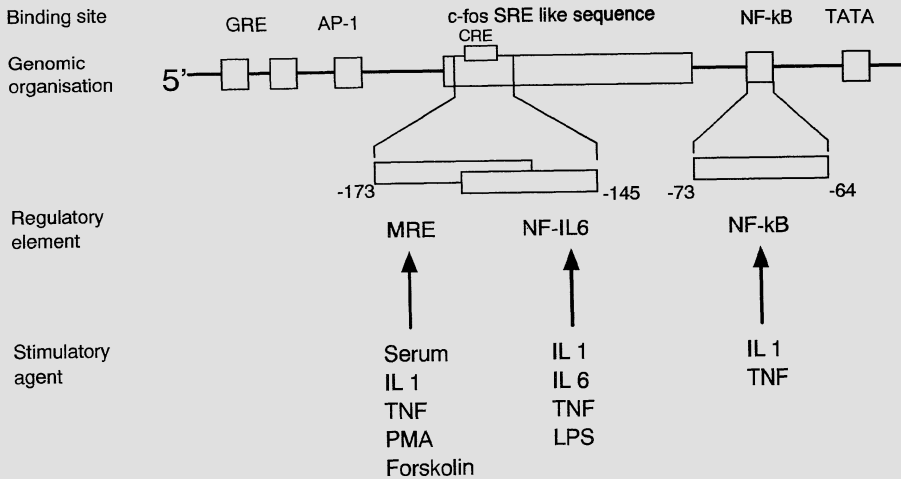 Binding site GRE AP-1 c-fos SRE like sequence NF-kB TATA
CRE
Genomic
organisation
5'
-173 -145 -73 -64
Regulatory
element
MRE NF-IL6 NF-kB
Stimulatory
agent
Serum IL 1 IL 1
IL 1 IL 6 TNF
TNF TNF
PMA LPS
Forskolin